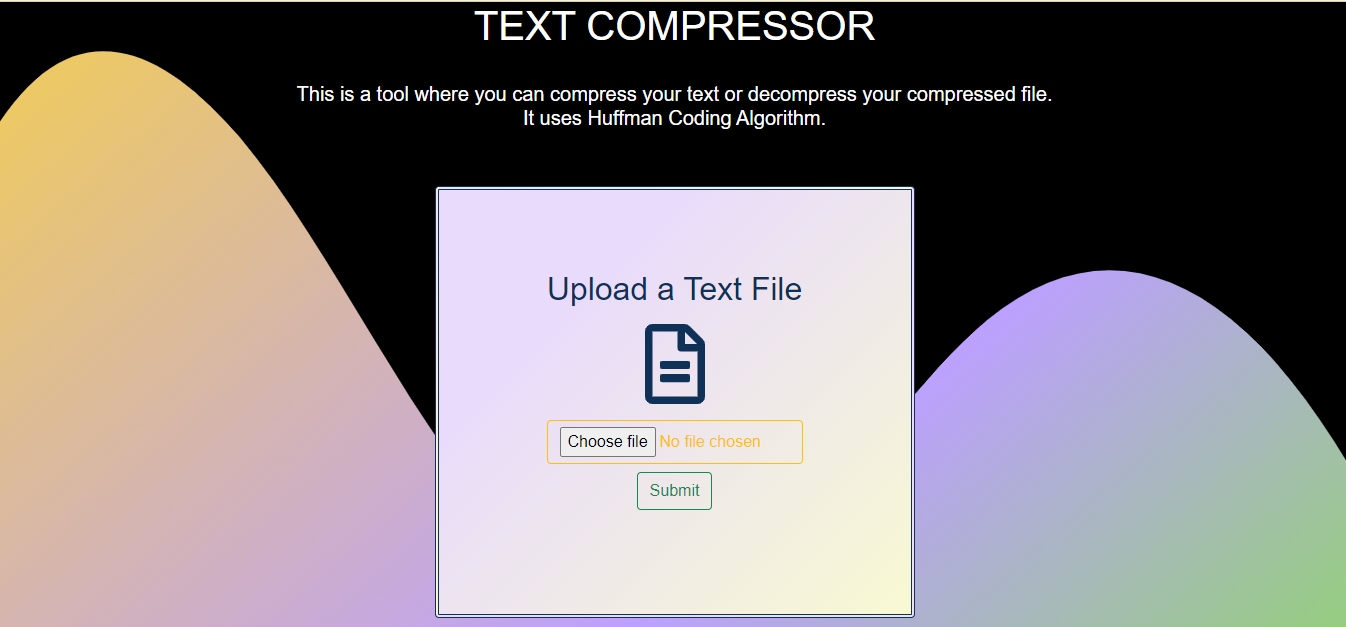 TEXT COMPRESSOR
This is a tool where you can compress your text or decompress your compressed file.
It uses Huffman Coding Algorithm.
Upload a Text File
Choose file No file chosen
Submit